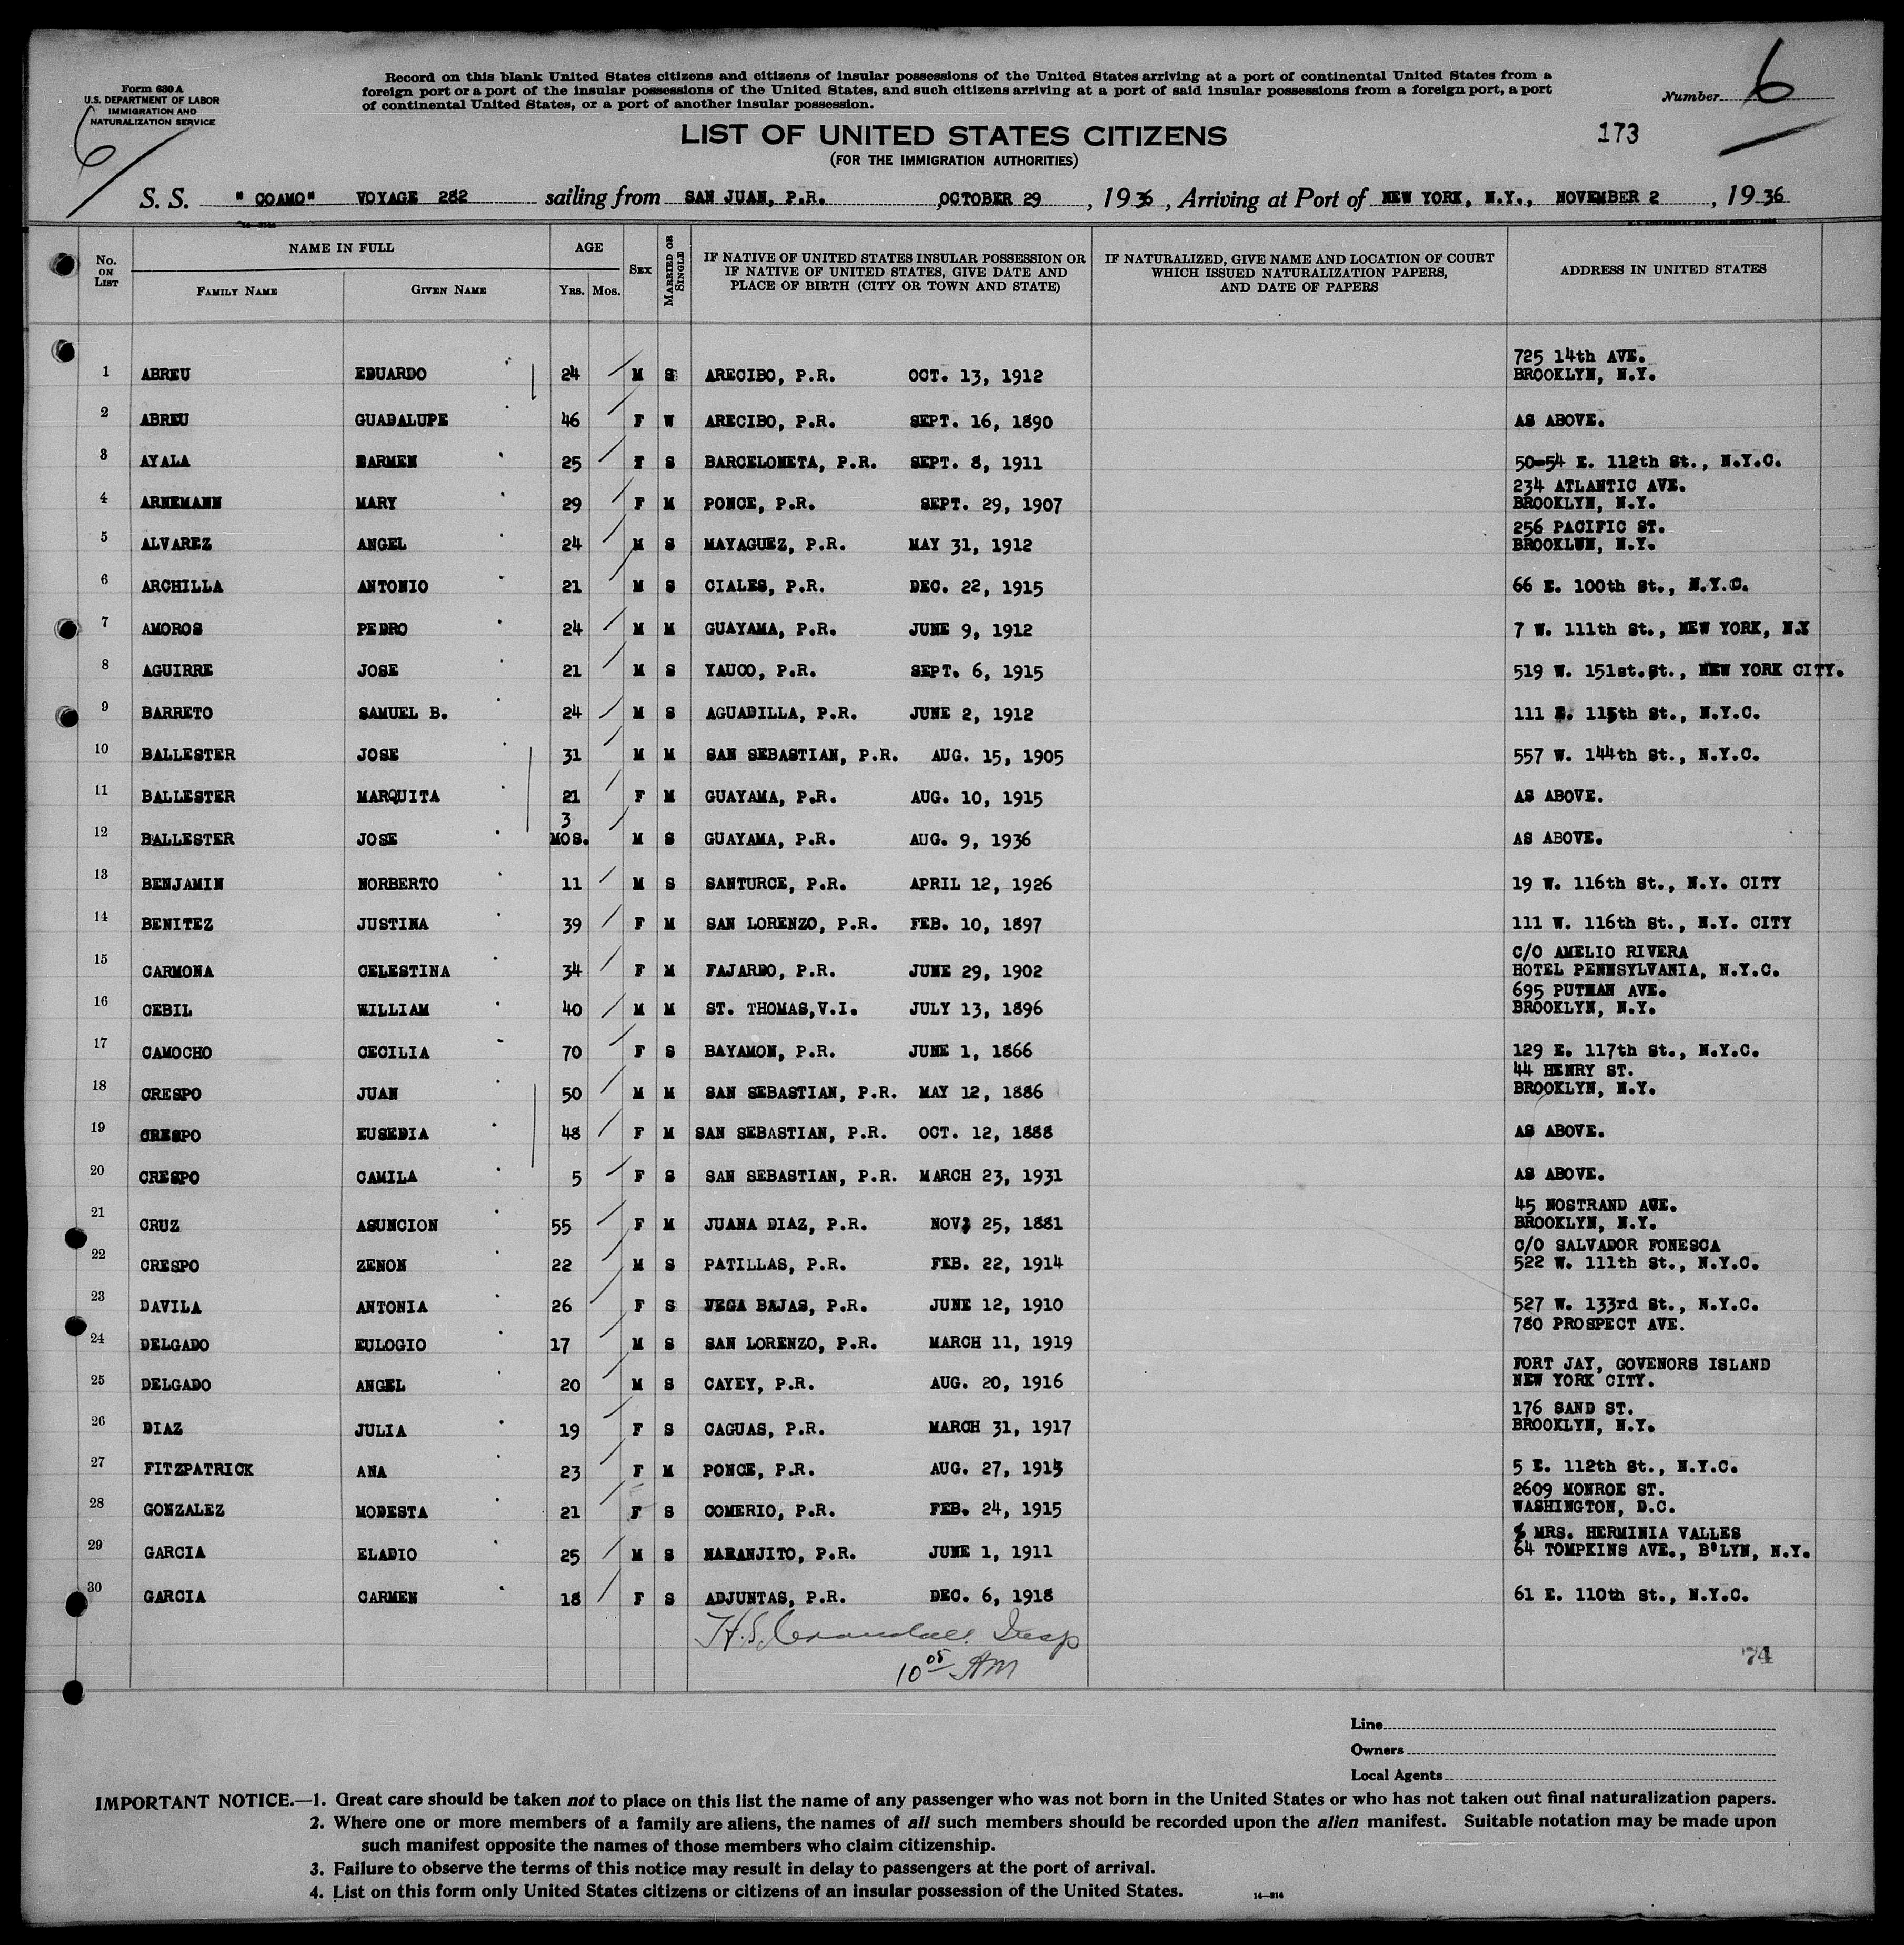 Form 630 A
U.S. DEPARTMENT OF LABOR
IMMIGRATION AND
NATURALIZATION SERVICE
6
Record on this blank United States citizens and citizens of insular possessions of the United States arriving at a port of continental United States from a
foreign port or a port of the insular possessions of the United States, and such citizens arriving at a port of said insular possessions from a foreign port, a port
of continental United States, or a port of another insular possession.
Number 6
LIST OF UNITED STATES CITIZENS
173
(FOR THE IMMIGRATION AUTHORITIES)
S. S. "COAMO" VOYAGE 282 sailing from SAN JUAN, P.R. ,OCTOBER 29 , 1936 , Arriving at Port of NEW YORK, N.Y., NOVEMBER 2 , 1936
No. ON LIST NAME IN FULL FAMILY NAME GIVEN NAME AGE YRS. MOS. SEX MARRIED OR SINGLE IF NATIVE OF UNITED STATES INSULAR POSSESSION OR IF NATIVE OF UNITED STATES, GIVE DATE AND PLACE OF BIRTH (CITY OR TOWN AND STATE) IF NATURALIZED, GIVE NAME AND LOCATION OF COURT WHICH ISSUED NATURALIZATION PAPERS, AND DATE OF PAPERS ADDRESS IN UNITED STATES
725 14th AVE.
1 ABREU EDUARDO 24 M S ARECIBO, P.R. OCT. 13, 1912 BROOKLYN, N.Y.
2 ABREU GUADALUPE 46 F W ARECIBO, P.R. SEPT. 16, 1890 AS ABOVE.
3 AYALA BARMEN 25 F S BARCELONETA, P.R. SEPT. 8, 1911 50-54 E. 112th St., N.Y.C.
234 ATLANTIC AVE.
4 ARNEMANN MARY 29 F M PONCE, P.R. SEPT. 29, 1907 BROOKLYN, N.Y.
256 PACIFIC ST.
5 ALVAREZ ANGEL 24 M S MAYAGUEZ, P.R. MAY 31, 1912 BROOKLUN, N.Y.
6 ARCHILLA ANTONIO 21 M S CIALES, P.R. DEC. 22, 1915 66 E. 100th St., N.Y.C.
7 AMOROS PEDRO 24 M M GUAYAMA, P.R. JUNE 9, 1912 7 W. 111th St., NEW YORK, N.Y
8 AGUIRRE JOSE 21 M S YAUCO, P.R. SEPT. 6, 1915 519 W. 151st.St., NEW YORK CITY.
9 BARRETO SAMUEL B. 24 M S AGUADILLA, P.R. JUNE 2, 1912 111 E. 115th St., N.Y.C.
10 BALLESTER JOSE 31 M M SAN SEBASTIAN, P.R. AUG. 15, 1905 557 W. 144th St., N.Y.C.
11 BALLESTER MARQUITA 21 F M GUAYAMA, P.R. AUG. 10, 1915 AS ABOVE.
3
12 BALLESTER JOSE MOS. M S GUAYAMA, P.R. AUG. 9, 1936 AS ABOVE.
13 BENJAMIN NORBERTO 11 M S SANTURCE, P.R. APRIL 12, 1926 19 W. 116th St., N.Y. CITY
14 BENITEZ JUSTINA 39 F M SAN LORENZO, P.R. FEB. 10, 1897 111 W. 116th St., N.Y. CITY
C/O AMELIO RIVERA
15 CARMONA CELESTINA 34 F M FAJARDO, P.R. JUNE 29, 1902 HOTEL PENNSYLVANIA, N.Y.C.
695 PUTMAN AVE.
16 CEBIL WILLIAM 40 M M ST. THOMAS,V.I. JULY 13, 1896 BROOKLYN, N.Y.
17 CAMOCHO CECILIA 70 F S BAYAMON, P.R. JUNE 1, 1866 129 E. 117th St., N.Y.C.
44 HENRY ST.
18 CRESPO JUAN 50 M M SAN SEBASTIAN, P.R. MAY 12, 1886 BROOKLYN, N.Y.
19 CRESPO EUSEDIA 48 F M SAN SEBASTIAN, P.R. OCT. 12, 1888 AS ABOVE.
20 CRESPO CAMILA 5 F S SAN SEBASTIAN, P.R. MARCH 23, 1931 AS ABOVE.
45 NOSTRAND AUE.
21 CRUZ ASUNCION 55 F M JUANA DIAZ, P.R. NOV. 25, 1881 BROOKLYN, N.Y.
C/O SALVADOR FONESCA
22 CRESPO ZENON 22 M S PATILLAS, P.R. FEB. 22, 1914 522 W. 111th St., N.Y.C.
23 DAVILA ANTONIA 26 F S VEGA BAJAS, P.R. JUNE 12, 1910 527 W. 133rd St., N.Y.C.
780 PROSPECT AVE.
24 DELGADO EULOGIO 17 M S SAN LORENZO, P.R. MARCH 11, 1919
FORT JAY, GOVENORS ISLAND
25 DELGADO ANGEL 20 M S CAYEY, P.R. AUG. 20, 1916 NEW YORK CITY.
176 SAND ST.
26 DIAZ JULIA 19 F S CAGUAS, P.R. MARCH 31, 1917 BROOKLYN, N.Y.
27 FITZPATRICK ANA 23 F M PONCE, P.R. AUG. 27, 1913 5 E. 112th St., N.Y.C.
2609 MONROE ST.
28 GONZALEZ MODESTA 21 F S COMERIO, P.R. FEB. 24, 1915 WASHINGTON, D.C.
MRS. HERMINIA VALLES
29 GARCIA ELADIO 25 M S NARANJITO, P.R. JUNE 1, 1911 64 TOMPKINS AVE., B'LYN, N.Y.
30 GARCIA CARMEN 18 F S ADJUNTAS, P.R. DEC. 6, 1918 61 E. 110th St., N.Y.C.
H.S. Crandall. Insp
10 05 AM
74
Line
Owners
Local Agents
IMPORTANT NOTICE.—1. Great care should be taken not to place on this list the name of any passenger who was not born in the United States or who has not taken out final naturalization papers.
2. Where one or more members of a family are aliens, the names of all such members should be recorded upon the alien manifest. Suitable notation may be made upon
such manifest opposite the names of those members who claim citizenship.
3. Failure to observe the terms of this notice may result in delay to passengers at the port of arrival.
4. List on this form only United States citizens or citizens of an insular possession of the United States.
14—814